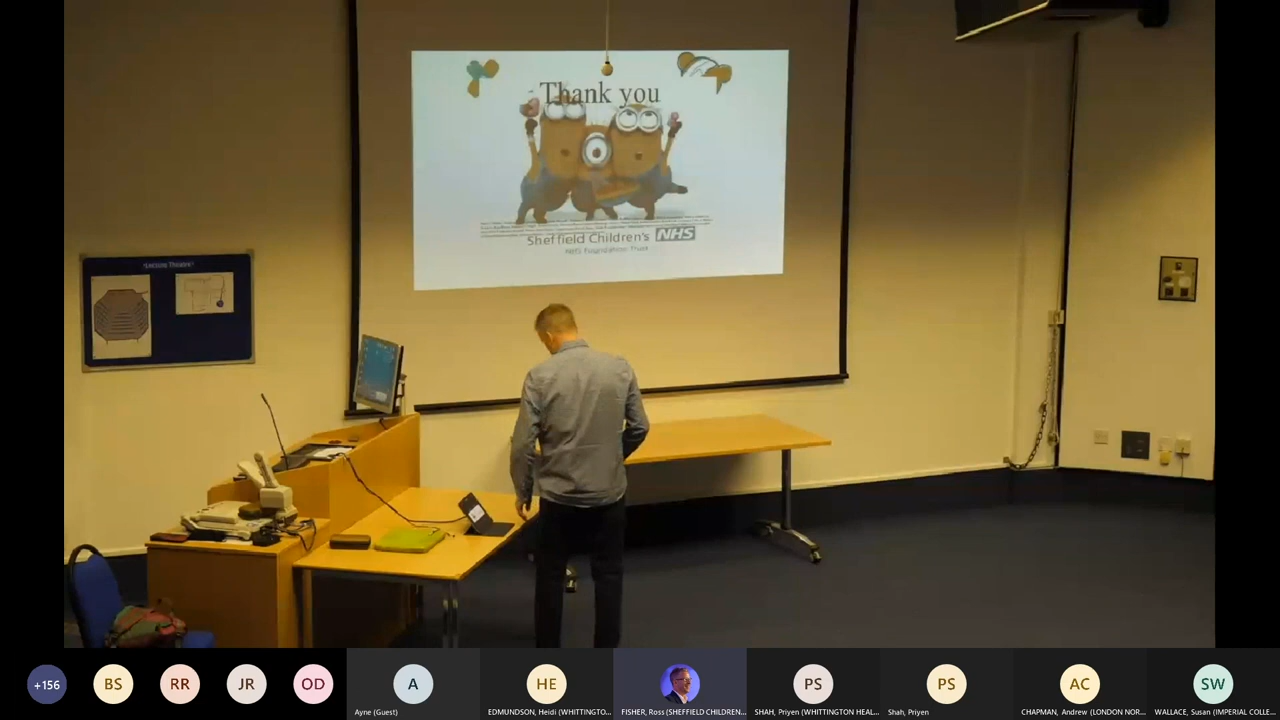 Thank you
Sheffield Children's NHS
NHS Foundation Trust
"Lecture Theatre"
+156
BS
RR
JR
OD
A
HE
PS
PS
AC
SW
Ayne (Guest)
EDMUNDSON, Heidi (WHITTINGTO...
FISHER, Ross (SHEFFIELD CHILDREN...
SHAH, Priyen (WHITTINGTON HEAL...
Shah, Priyen
CHAPMAN, Andrew (LONDON NOR...
WALLACE, Susan (IMPERIAL COLLE...